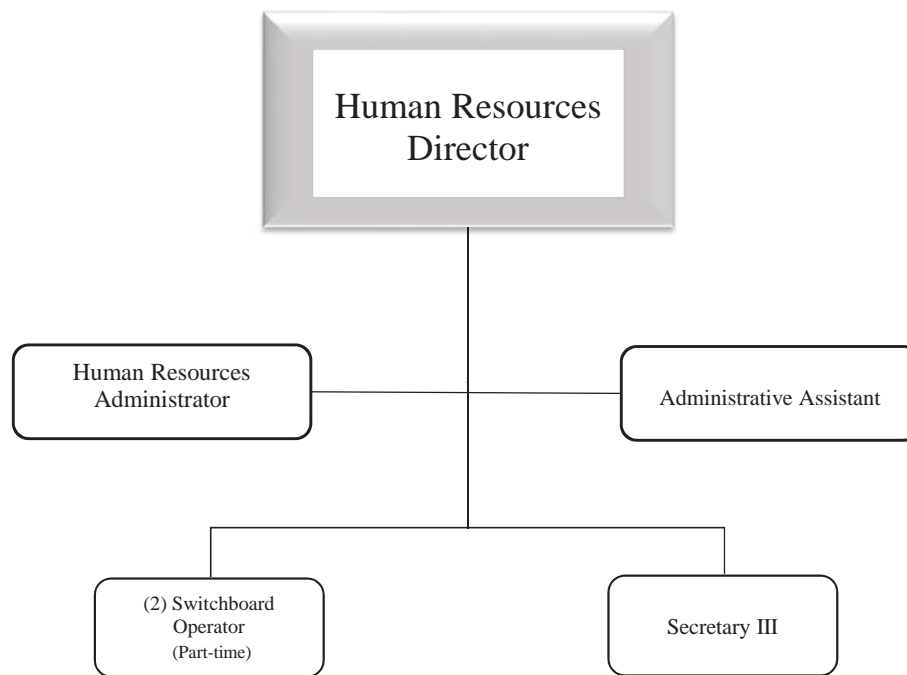 Human Resources
Director
Human Resources
Administrator
Administrative Assistant
(2) Switchboard
Operator
(Part-time)
Secretary III